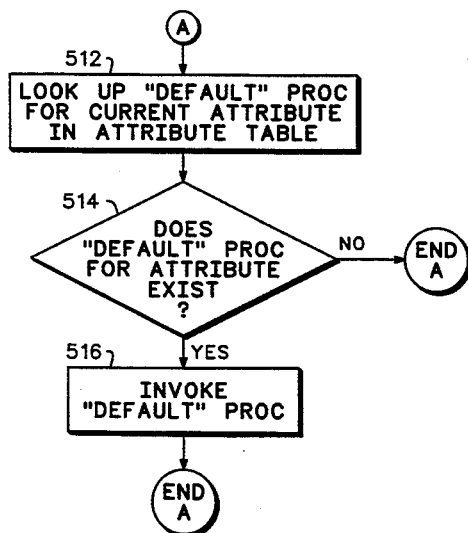 A
512
LOOK UP "DEFAULT" PROC
FOR CURRENT ATTRIBUTE
IN ATTRIBUTE TABLE
514
DOES
"DEFAULT" PROC
FOR ATTRIBUTE
EXIST
?
NO
END
A
516
YES
INVOKE
"DEFAULT" PROC
END
A